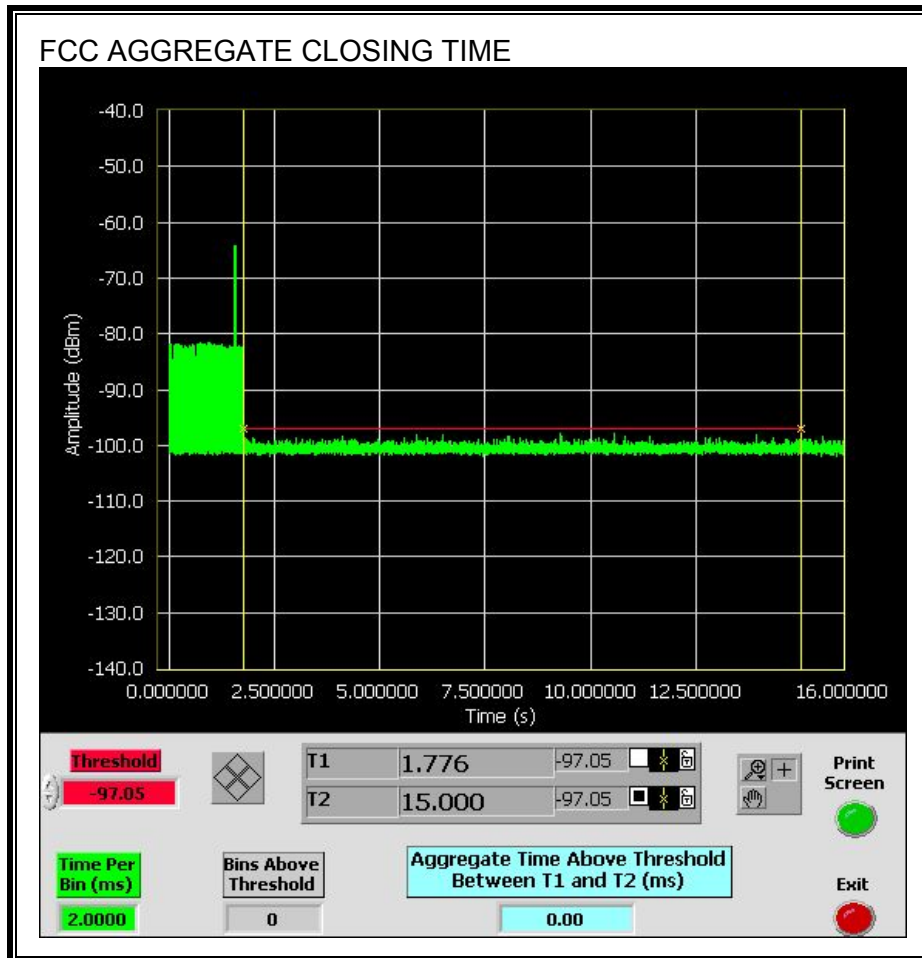 FCC AGGREGATE CLOSING TIME
-40.0
-50.0
-60.0
-70.0
-80.0
-90.0
-100.0
-110.0
-120.0
-130.0
-140.0
Amplitude (dBm)
0.000000 2.500000 5.000000 7.500000 10.000000 12.500000 16.000000
Time (s)
Threshold
-97.05
T1 1.776 -97.05
T2 15.000 -97.05
Print
Screen
Time Per
Bin (ms)
2.0000
Bins Above
Threshold
0
Aggregate Time Above Threshold
Between T1 and T2 (ms)
0.00
Exit